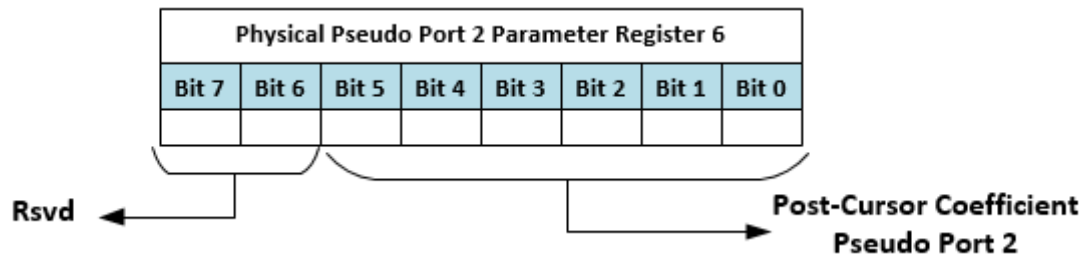 Physical Pseudo Port 2 Parameter Register 6
Bit 7 Bit 6 Bit 5 Bit 4 Bit 3 Bit 2 Bit 1 Bit 0
Rsvd
Post-Cursor Coefficient
Pseudo Port 2